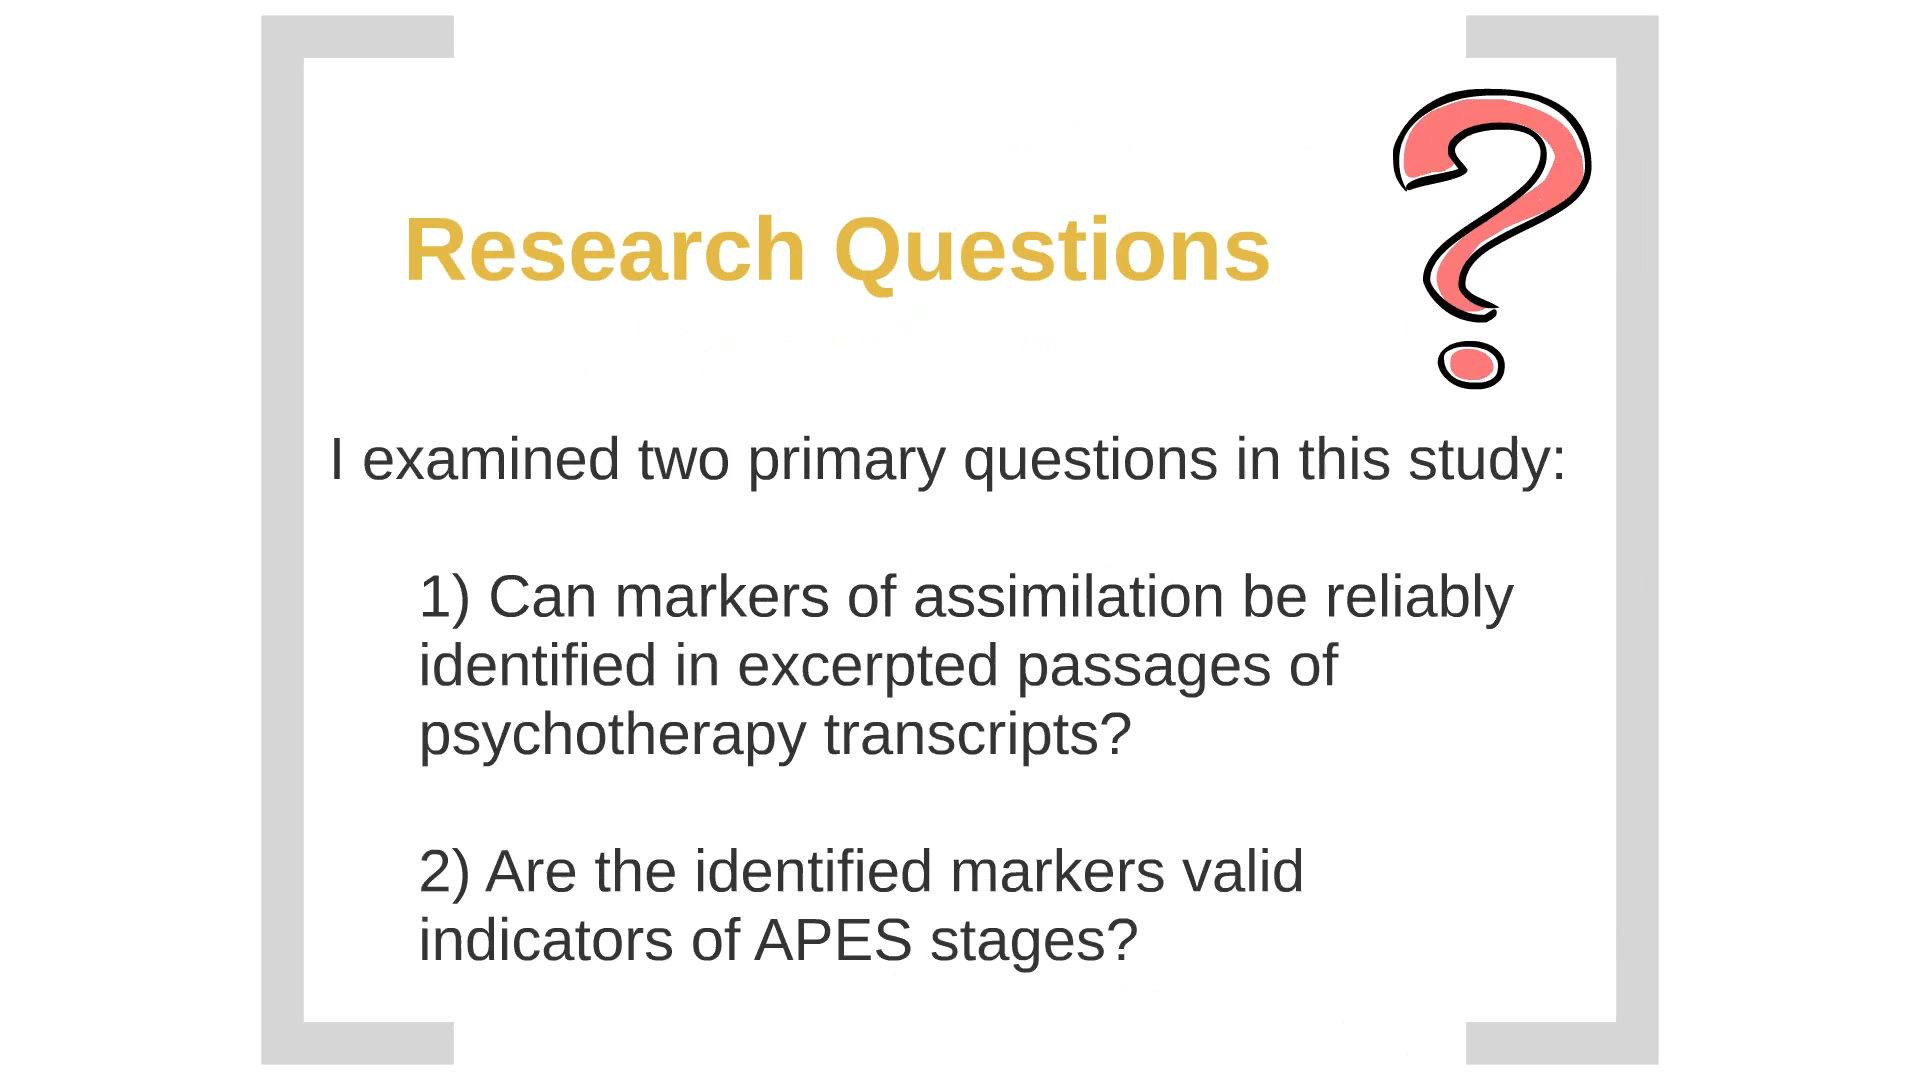 Research Questions
I examined two primary questions in this study:
1) Can markers of assimilation be reliably
identified in excerpted passages of
psychotherapy transcripts?
2) Are the identified markers valid
indicators of APES stages?